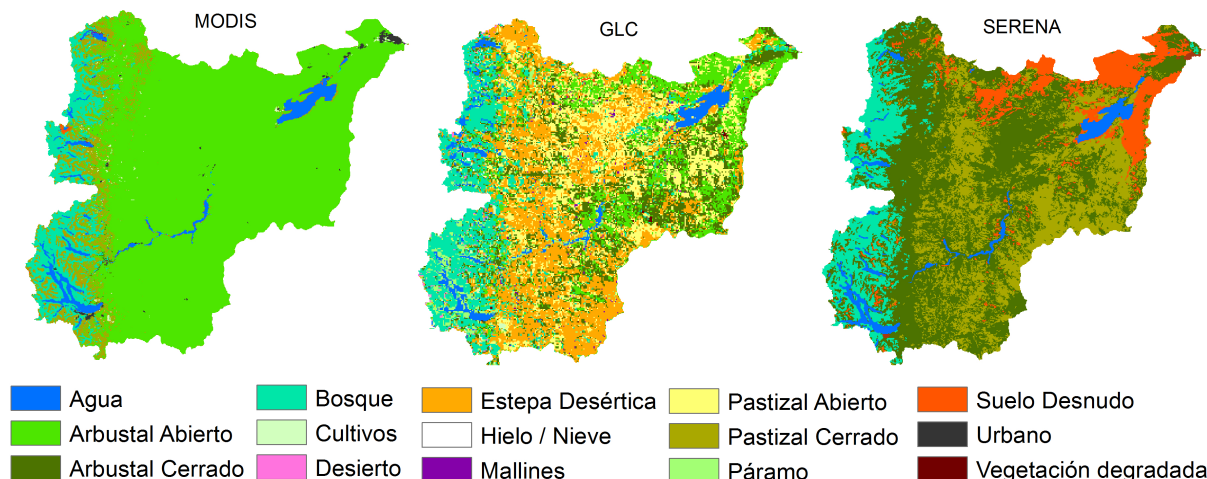 MODIS
GLC
SERENA
Agua
Bosque
Estepa Desértica
Pastizal Abierto
Suelo Desnudo
Arbustal Abierto
Cultivos
Hielo / Nieve
Pastizal Cerrado
Urbano
Arbustal Cerrado
Desierto
Mallines
Páramo
Vegetación degradada